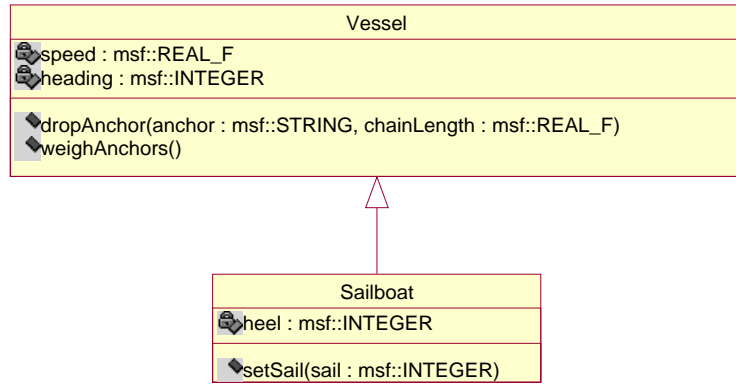 Vessel
speed : msf::REAL_F
heading : msf::INTEGER
dropAnchor(anchor : msf::STRING, chainLength : msf::REAL_F)
weighAnchors()
Sailboat
heel : msf::INTEGER
setSail(sail : msf::INTEGER)